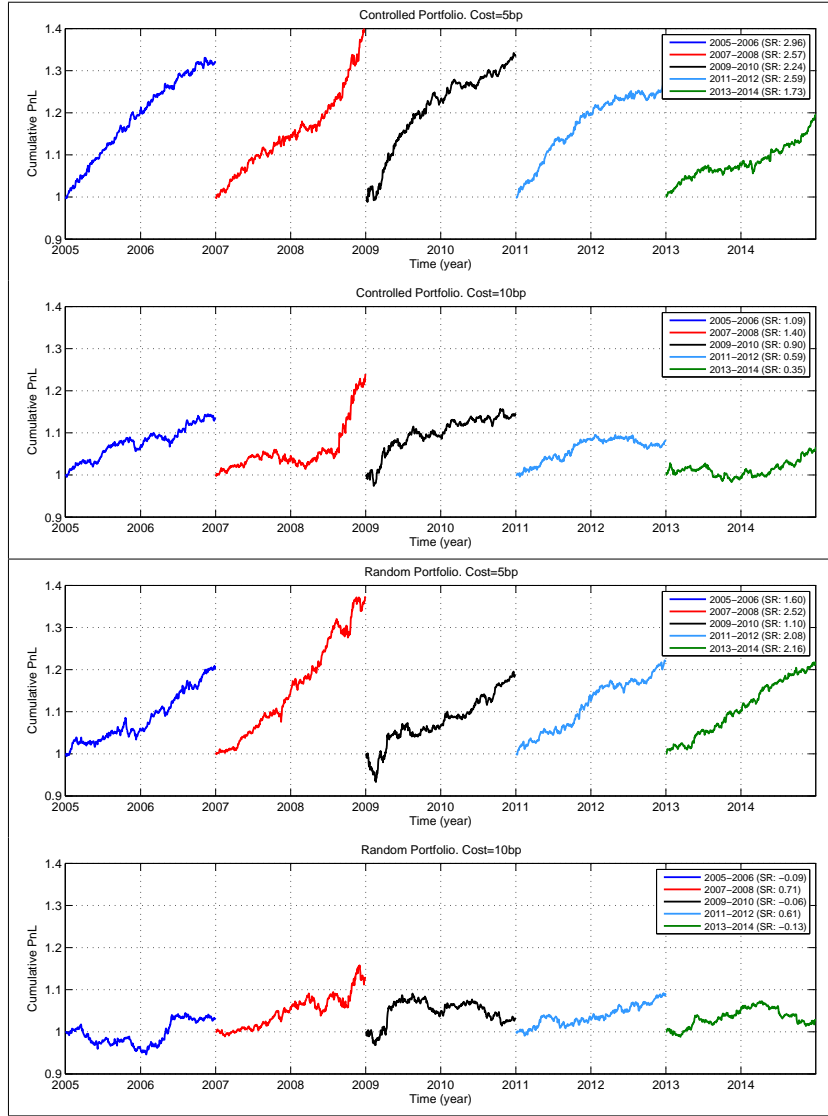 Controlled Portfolio. Cost=5bp
1.4
1.3
1.2
1.1
1
0.9
Cumulative PnL
2005−2006 (SR: 2.96)
2007−2008 (SR: 2.57)
2009−2010 (SR: 2.24)
2011−2012 (SR: 2.59)
2013−2014 (SR: 1.73)
2005 2006 2007 2008 2009 2010 2011 2012 2013 2014
Time (year)
Controlled Portfolio. Cost=10bp
1.4
1.3
1.2
1.1
1
0.9
Cumulative PnL
2005−2006 (SR: 1.09)
2007−2008 (SR: 1.40)
2009−2010 (SR: 0.90)
2011−2012 (SR: 0.59)
2013−2014 (SR: 0.35)
2005 2006 2007 2008 2009 2010 2011 2012 2013 2014
Time (year)
Random Portfolio. Cost=5bp
1.4
1.3
1.2
1.1
1
0.9
Cumulative PnL
2005−2006 (SR: 1.60)
2007−2008 (SR: 2.52)
2009−2010 (SR: 1.10)
2011−2012 (SR: 2.08)
2013−2014 (SR: 2.16)
2005 2006 2007 2008 2009 2010 2011 2012 2013 2014
Time (year)
Random Portfolio. Cost=10bp
1.4
1.3
1.2
1.1
1
0.9
Cumulative PnL
2005−2006 (SR: −0.09)
2007−2008 (SR: 0.71)
2009−2010 (SR: −0.06)
2011−2012 (SR: 0.61)
2013−2014 (SR: −0.13)
2005 2006 2007 2008 2009 2010 2011 2012 2013 2014
Time (year)